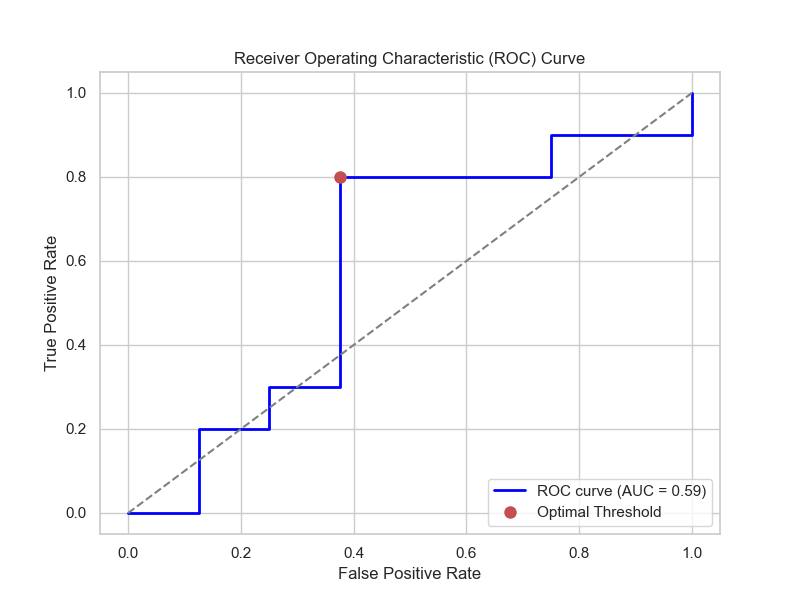 Receiver Operating Characteristic (ROC) Curve
True Positive Rate
1.0
0.8
0.6
0.4
0.2
0.0
ROC curve (AUC = 0.59)
Optimal Threshold
0.0 0.2 0.4 0.6 0.8 1.0
False Positive Rate